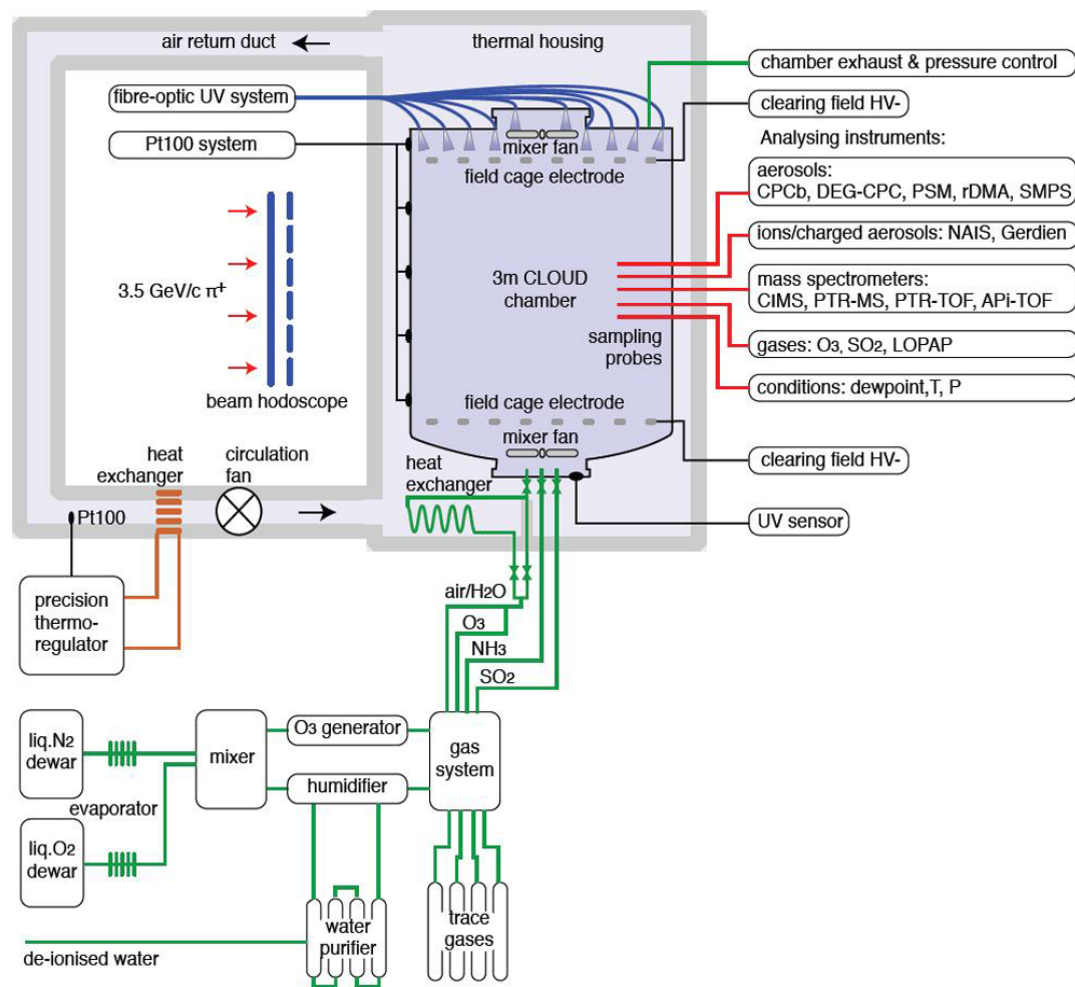 air return duct
thermal housing
chamber exhaust & pressure control
fibre-optic UV system
clearing field HV-
Pt100 system
mixer fan
Analysing instruments:
field cage electrode
aerosols:
CPCb, DEG-CPC, PSM, rDMA, SMPS
ions/charged aerosols: NAIS, Gerdien
3.5 GeV/c π+
3m CLOUD
chamber
mass spectrometers:
CIMS, PTR-MS, PTR-TOF, APi-TOF
sampling
probes
gases: O3, SO2, LOPAP
conditions: dewpoint,T, P
beam hodoscope
field cage electrode
mixer fan
heat
exchanger
circulation
fan
heat
exchanger
clearing field HV-
Pt100
UV sensor
precision
thermo-
regulator
air/H2O
O3
NH3
SO2
liq.N2
dewar
mixer
O3 generator
gas
system
evaporator
humidifier
liq.O2
dewar
water
purifier
trace
gases
de-ionised water